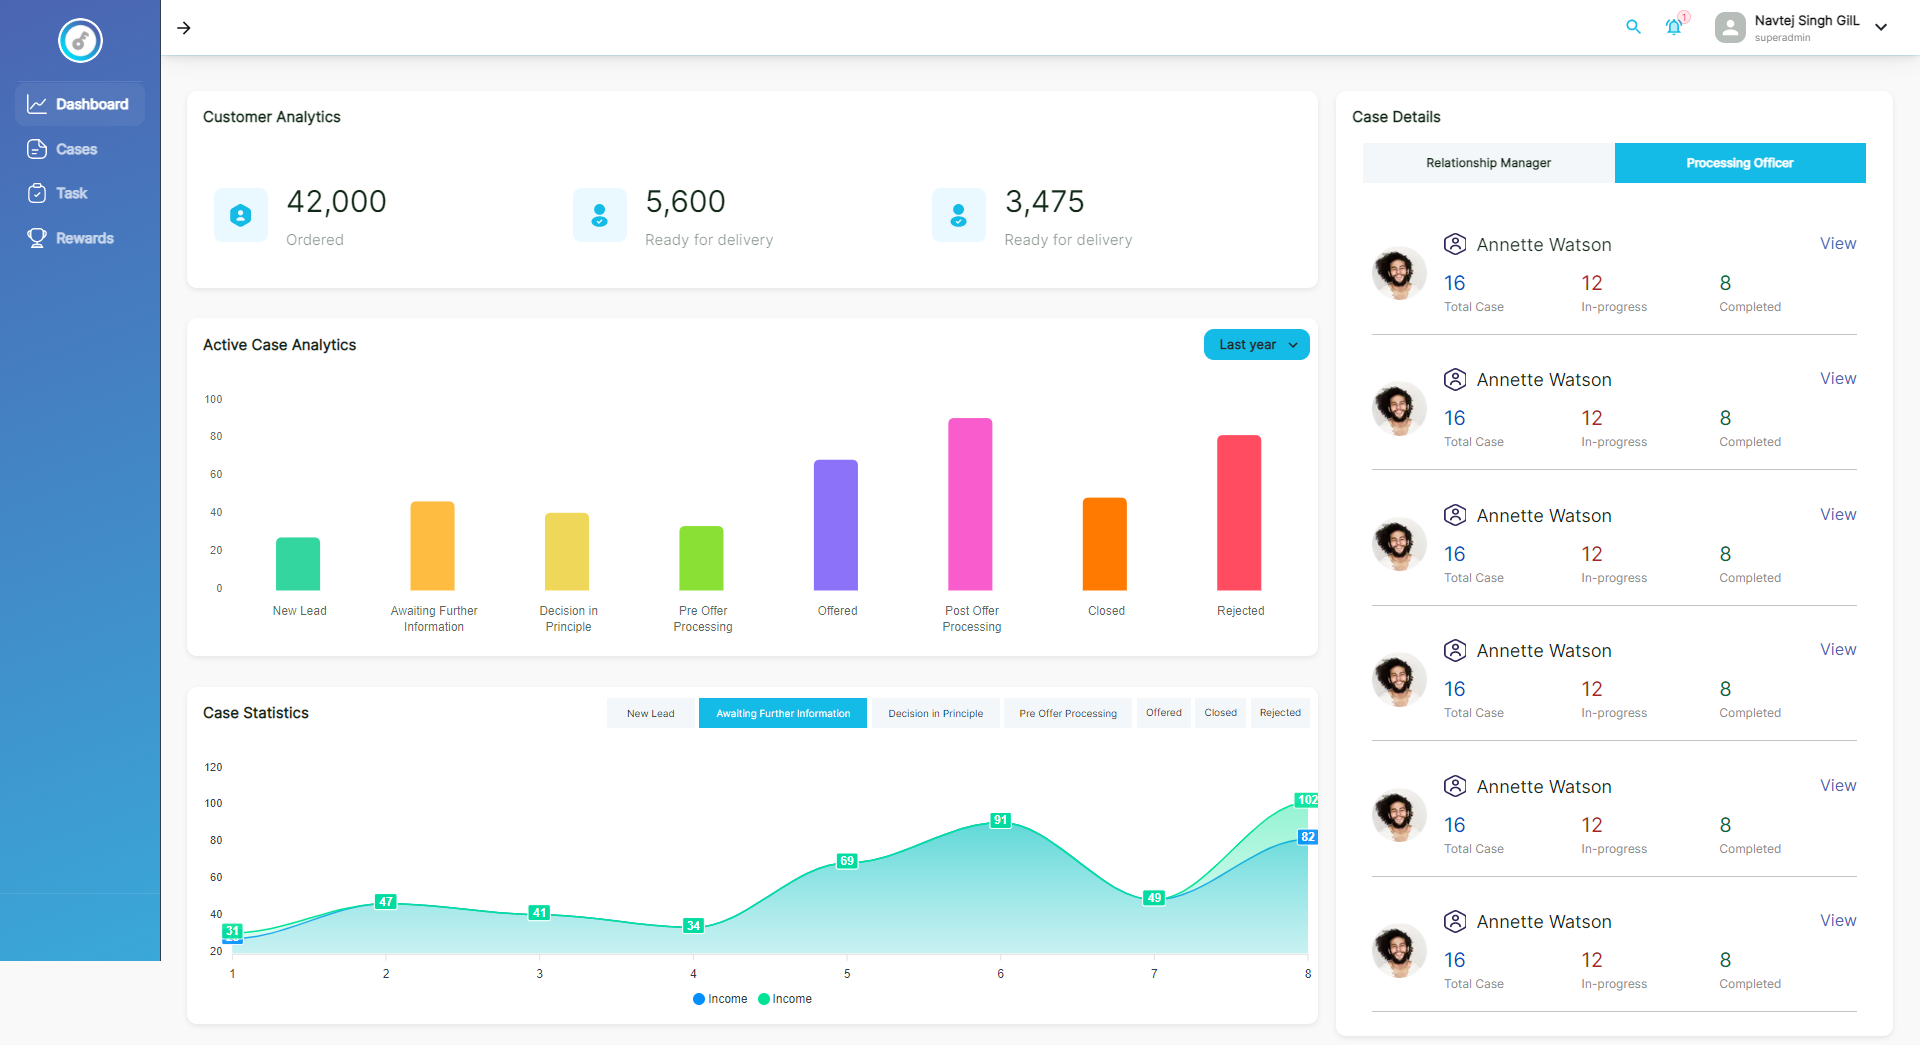 1
Navtej Singh GilL
superadmin
Dashboard
Cases
Task
Rewards
Customer Analytics
42,000
Ordered
5,600
Ready for delivery
3,475
Ready for delivery
Active Case Analytics
Last year
100
80
60
40
20
0
New Lead
Awaiting Further
Information
Decision in
Principle
Pre Offer
Processing
Offered
Post Offer
Processing
Closed
Rejected
Case Statistics
New Lead
Awaiting Further Information
Decision in Principle
Pre Offer Processing
Offered
Closed
Rejected
120
100
80
60
40
20
31
47
41
34
69
91
49
102
82
1 2 3 4 5 6 7 8
Income Income
Case Details
Relationship Manager
Processing Officer
Annette Watson View
16 12 8
Total Case In-progress Completed
Annette Watson View
16 12 8
Total Case In-progress Completed
Annette Watson View
16 12 8
Total Case In-progress Completed
Annette Watson View
16 12 8
Total Case In-progress Completed
Annette Watson View
16 12 8
Total Case In-progress Completed
Annette Watson View
16 12 8
Total Case In-progress Completed